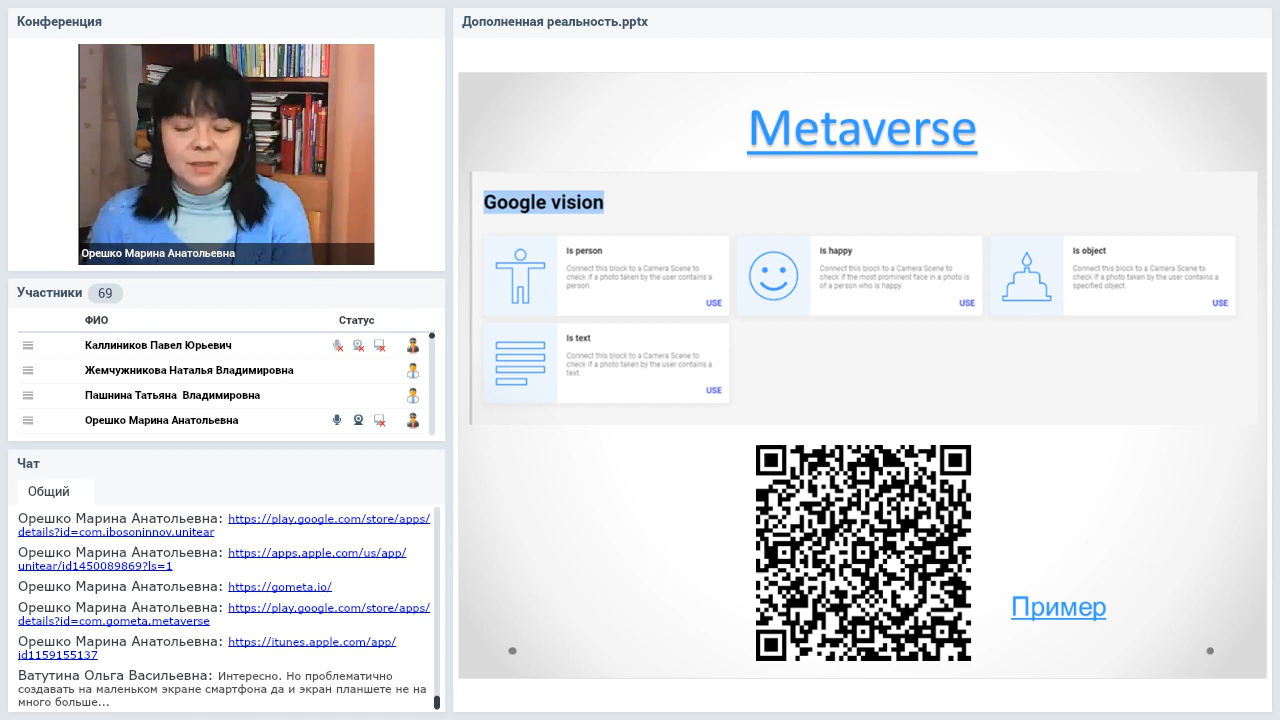 Конференция
Орешко Марина Анатольевна
Участники 69
ФИО Статус
Каллиников Павел Юрьевич
Жемчужникова Наталья Владимировна
Пашнина Татьяна Владимировна
Орешко Марина Анатольевна
Чат
Общий
Орешко Марина Анатольевна: https://play.google.com/store/apps/
details?id=com.ibosoninnov.unitear
Орешко Марина Анатольевна: https://apps.apple.com/us/app/
unitear/id1450089869?ls=1
Орешко Марина Анатольевна: https://gometa.io/
Орешко Марина Анатольевна: https://play.google.com/store/apps/
details?id=com.gometa.metaverse
Орешко Марина Анатольевна: https://itunes.apple.com/app/
id1159155137
Ватутина Ольга Васильевна: Интересно. Но проблематично
создавать на маленьком экране смартфона да и экран планшете не на
много больше...
Дополненная реальность.pptx
Metaverse
Google vision
Is person
Connect this block to a Camera Scene to
check if a photo taken by the user contains a
person.
USE
Is happy
Connect this block to a Camera Scene to
check if the most prominent face in a photo is
of a person who is happy.
USE
Is object
Connect this block to a Camera Scene to
check if a photo taken by the user contains a
specified object.
USE
Is text
Connect this block to a Camera Scene to
check if a photo taken by the user contains a
text.
USE
Пример